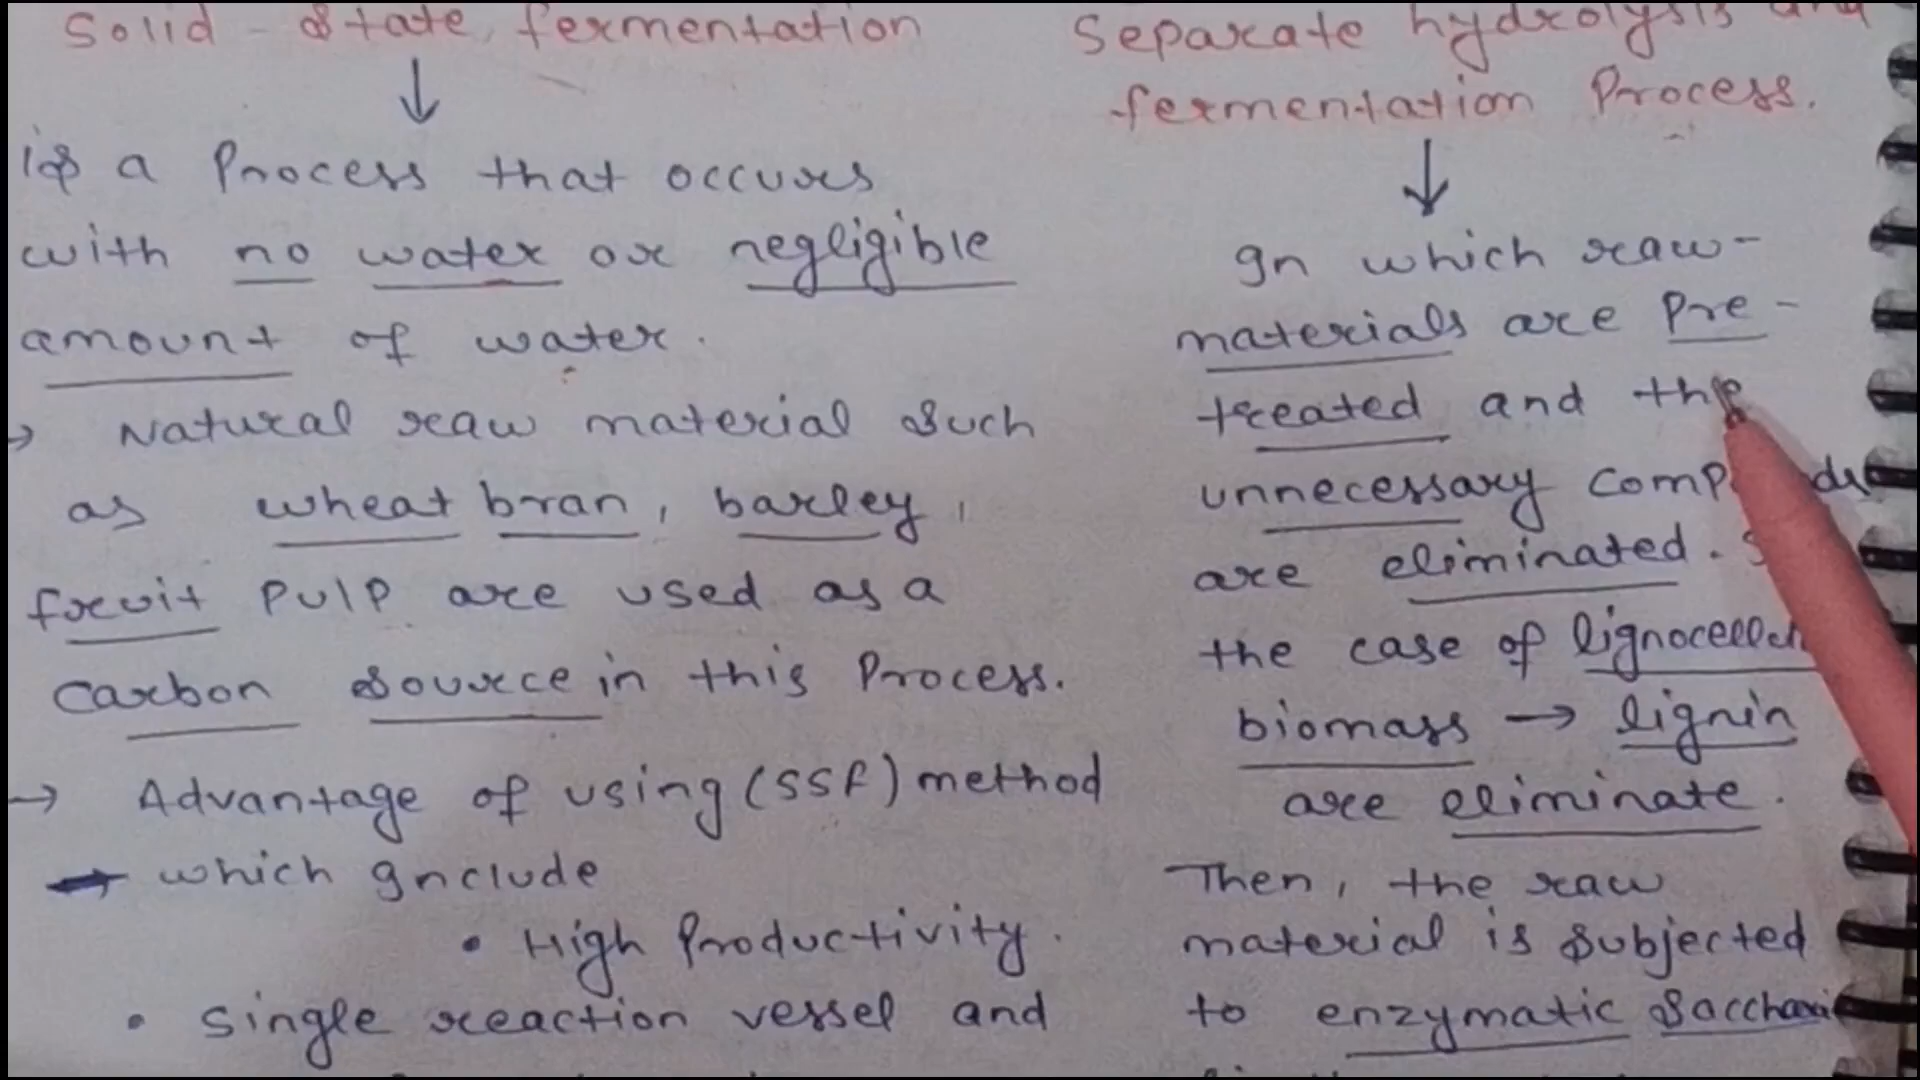 Solid - State fermentation
is a Process that occurs
with no water or negligible
amount of water.
→ Natural raw material such
as wheat bran, barley,
fruit Pulp are used as a
carbon source in this Process.
→ Advantage of using (SSF) method
→ which Include
• High Productivity.
• Single reaction vessel and
Separate hydrolysis and
fermentation Process.
In which raw-
materials are Pre-
treated and the
unnecessary
are eliminated.
the case of
biomass → lignin
are eliminate.
Then, the raw
material is subjected
to enzymatic